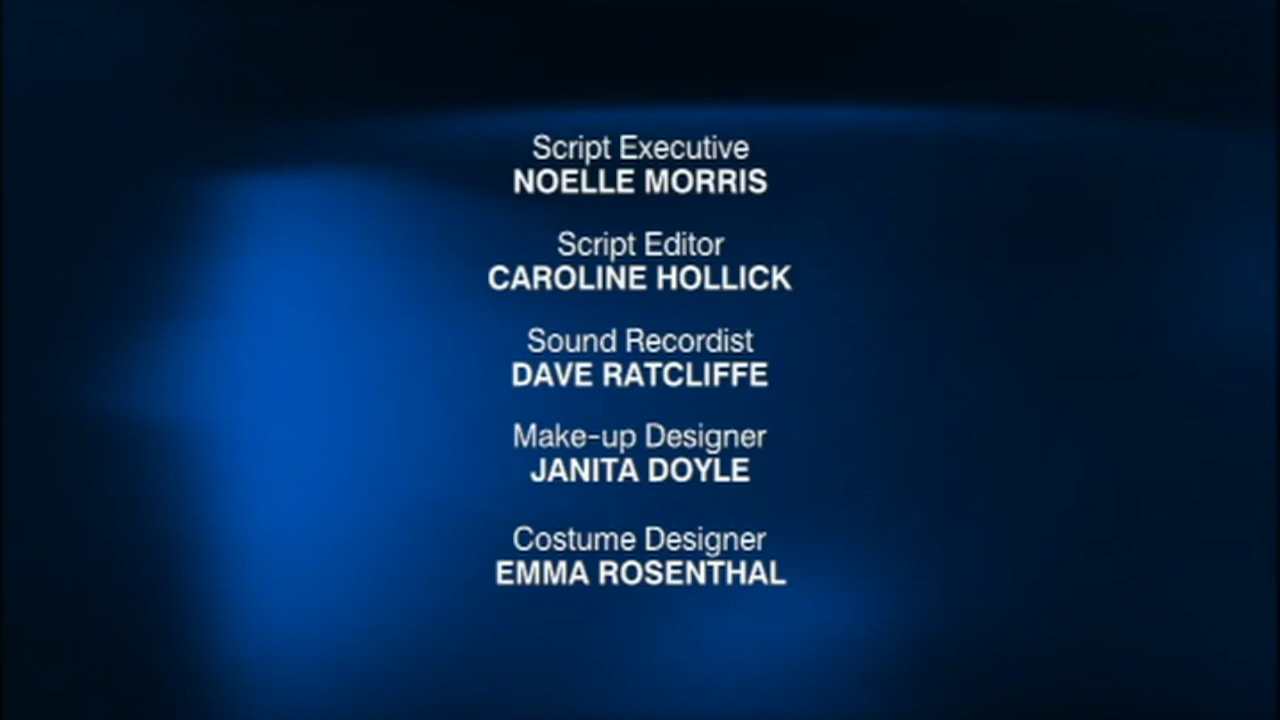 Script Executive
NOELLE MORRIS
Script Editor
CAROLINE HOLLICK
Sound Recordist
DAVE RATCLIFFE
Make-up Designer
JANITA DOYLE
Costume Designer
EMMA ROSENTHAL